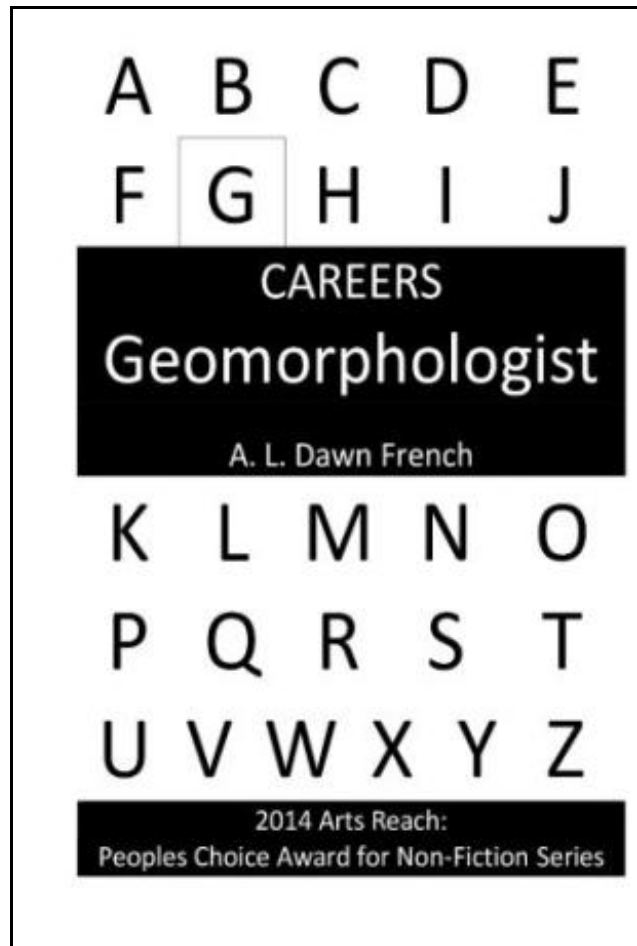 A B C D E
F G H I J
CAREERS
Geomorphologist
A. L. Dawn French
K L M N O
P Q R S T
U V W X Y Z
2014 Arts Reach:
Peoples Choice Award for Non-Fiction Series